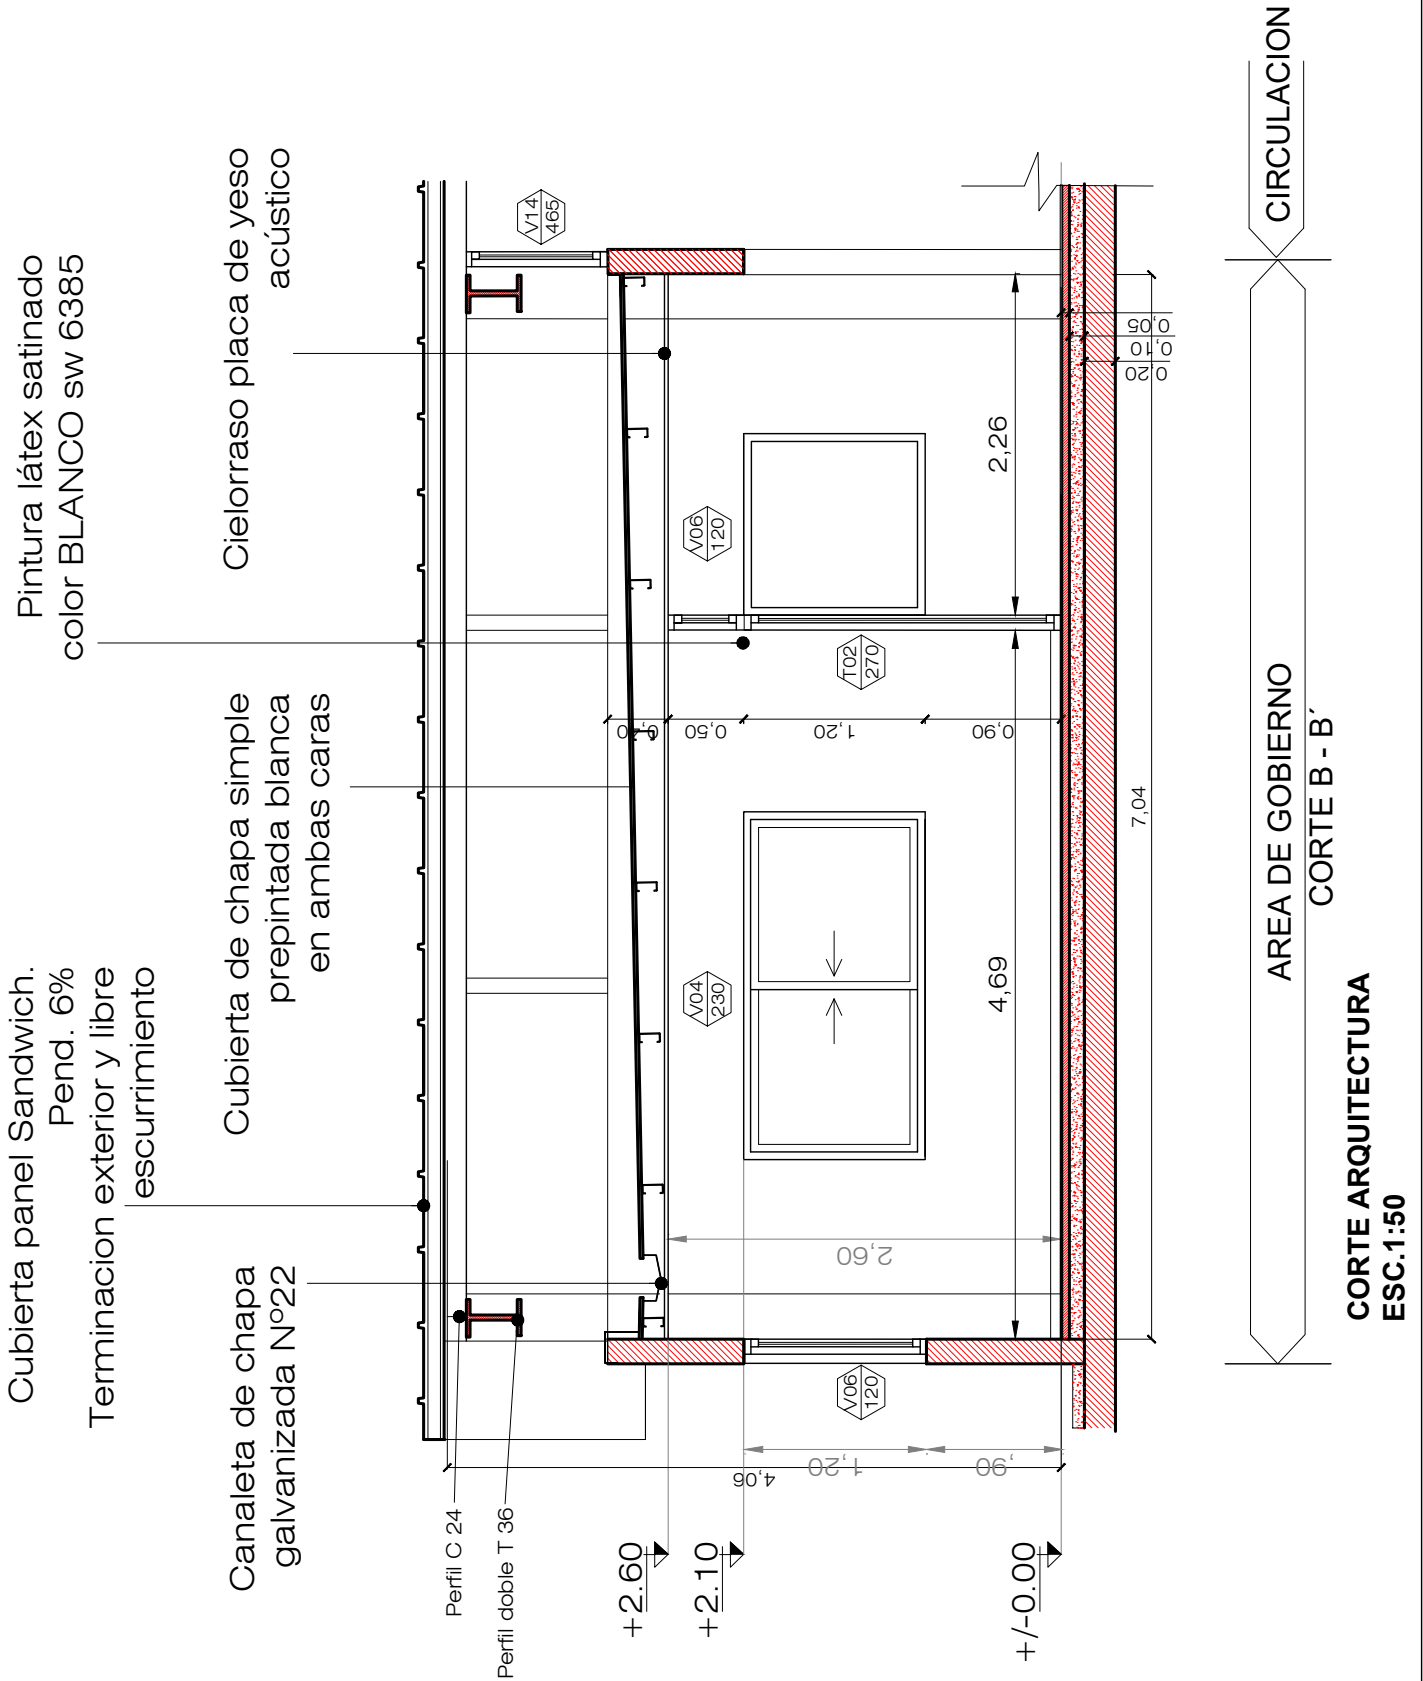 Cubierta panel Sandwich.
Pend. 6%
Terminacion exterior y libre
escurrimiento
Pintura látex satinado
color BLANCO sw 6385
Canaleta de chapa
galvanizada Nº22
Cubierta de chapa simple
prepintada blanca
en ambas caras
Cielorraso placa de yeso
acústico
Perfil C 24
Perfil doble T 36
V14
465
+2.60
+2.10
+/-0.00
V04
230
V06
120
T02
270
V06
120
0,50
1,20
0,90
2,60
4,06
1,20
,90
4,69
2,26
7,04
0,05
0,10
0,20
AREA DE GOBIERNO
CIRCULACION
CORTE B - B´
CORTE ARQUITECTURA
ESC.1:50